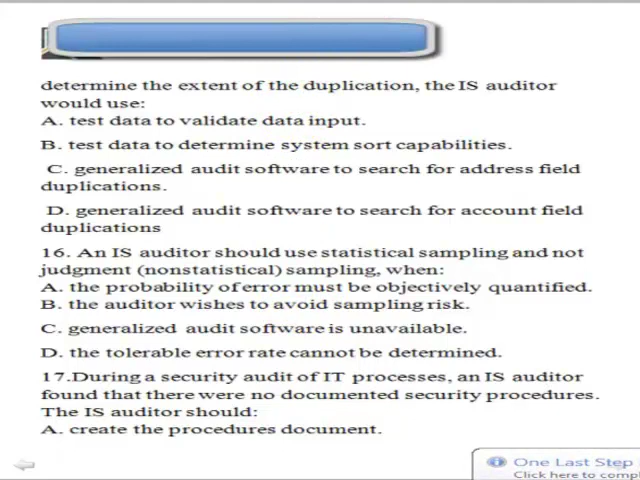 determine the extent of the duplication, the IS auditor
would use:
A. test data to validate data input.
B. test data to determine system sort capabilities.
C. generalized audit software to search for address field
duplications.
D. generalized audit software to search for account field
duplications
16. An IS auditor should use statistical sampling and not
judgment (nonstatistical) sampling, when:
A. the probability of error must be objectively quantified.
B. the auditor wishes to avoid sampling risk.
C. generalized audit software is unavailable.
D. the tolerable error rate cannot be determined.
17.During a security audit of IT processes, an IS auditor
found that there were no documented security procedures.
The IS auditor should:
A. create the procedures document.
One Last Step
Click here to